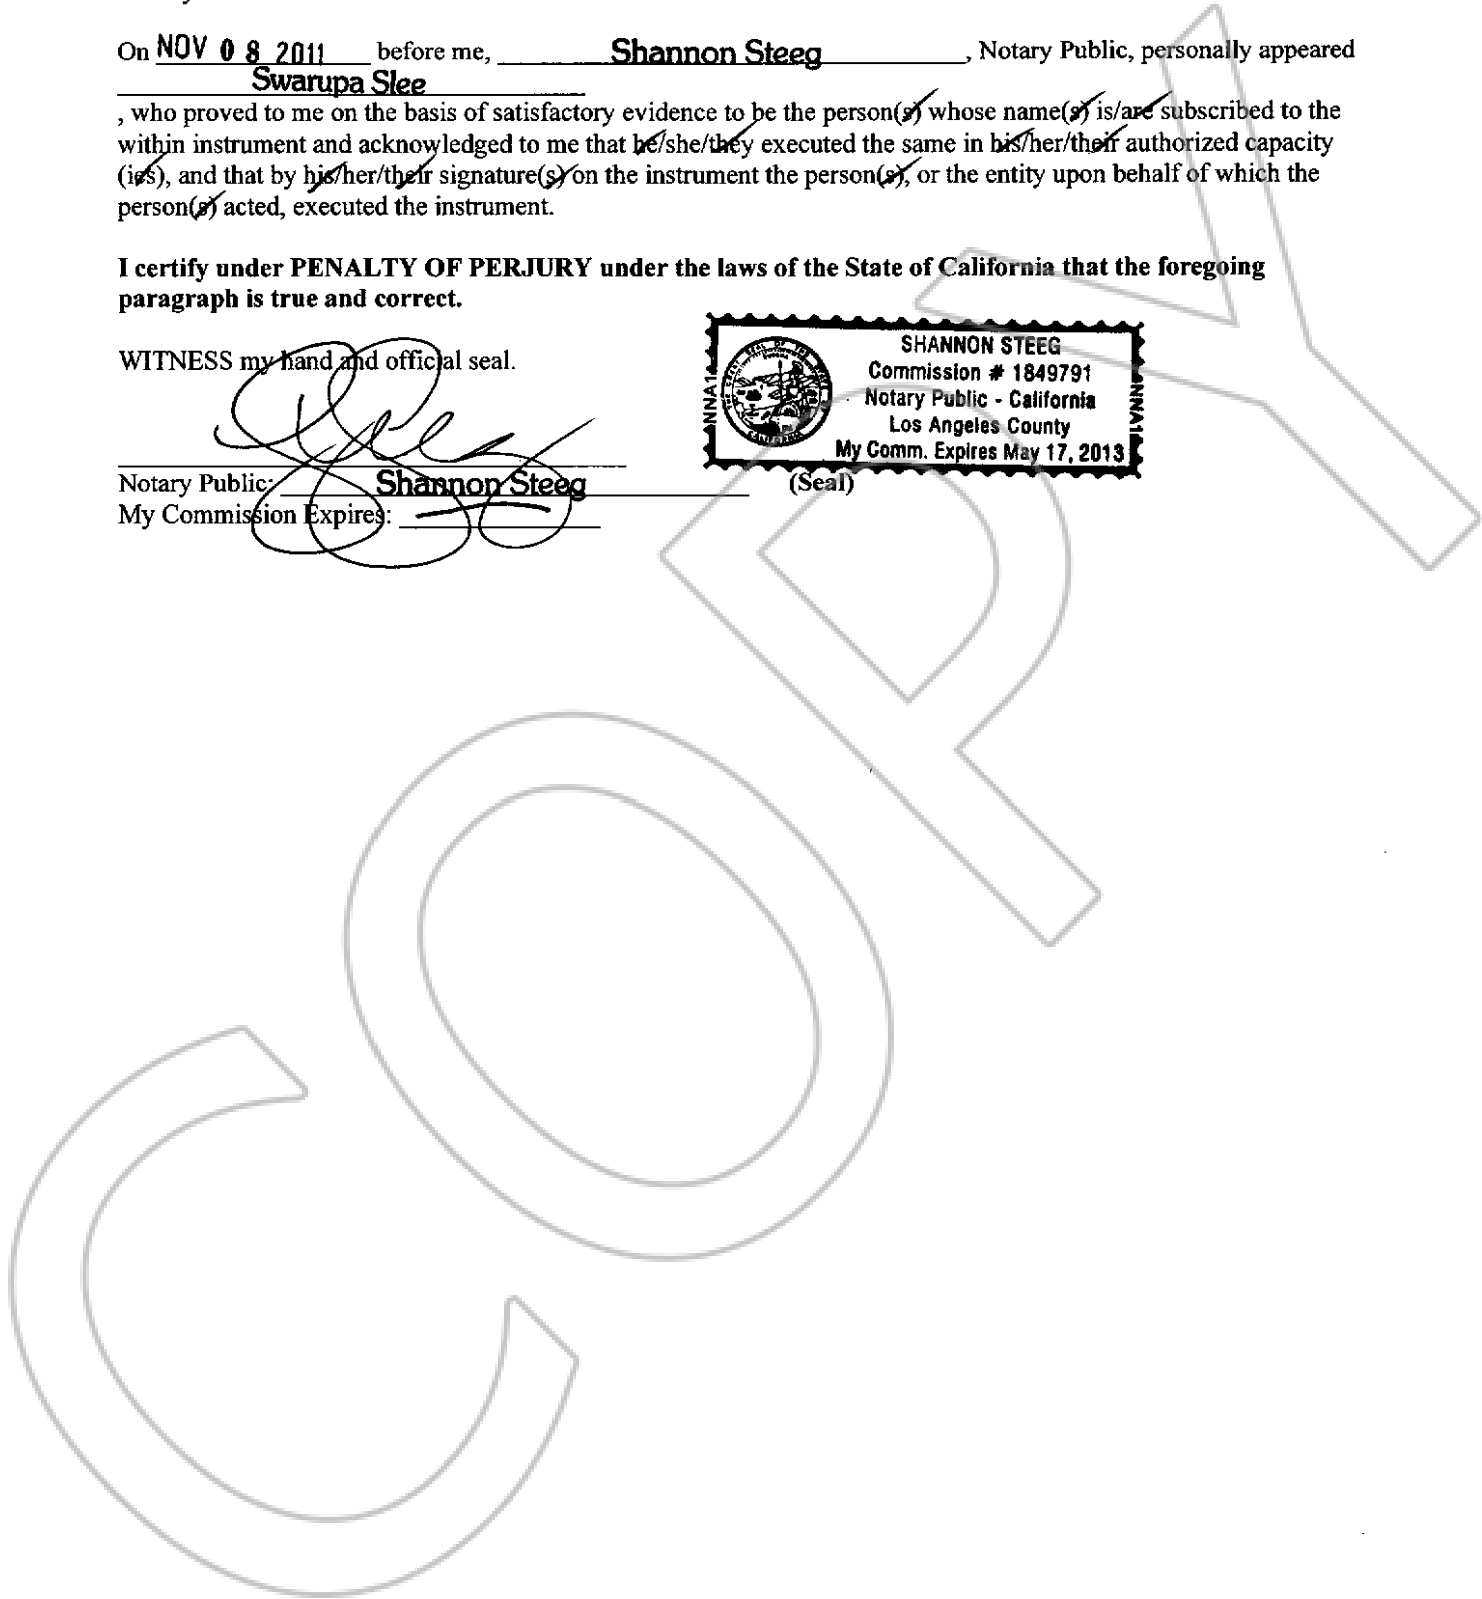 On NOV 08 2011 before me, Shannon Steeg, Notary Public, personally appeared
Swarupa Slee
, who proved to me on the basis of satisfactory evidence to be the person(s) whose name(s) is/are subscribed to the
within instrument and acknowledged to me that he/she/they executed the same in his/her/their authorized capacity
(ies), and that by his/her/their signature(s) on the instrument the person(s), or the entity upon behalf of which the
person(s) acted, executed the instrument.
I certify under PENALTY OF PERJURY under the laws of the State of California that the foregoing
paragraph is true and correct.
WITNESS my hand and official seal.
SHANNON STEEG
Commission # 1849791
Notary Public - California
Los Angeles County
My Comm. Expires May 17, 2013
NNA1
NNA1
Notary Public: Shannon Steeg (Seal)
My Commission Expires:
COPY